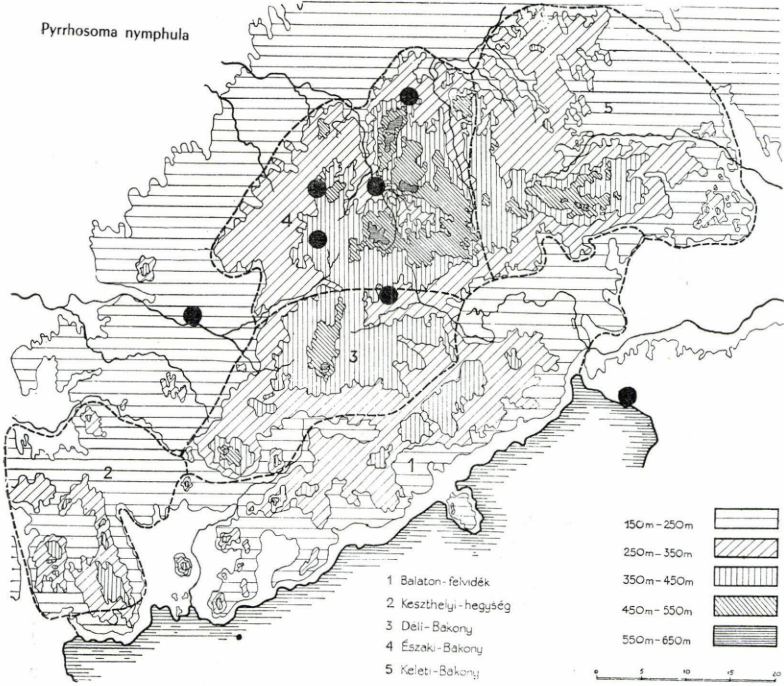 Pyrrhosoma nymphula
5
4
3
2
1
150m-250m
250m-350m
350m-450m
450m-550m
550m-650m
1 Balaton-felvidék
2 Keszthelyi-hegység
3 Déli-Bakony
4 Északi-Bakony
5 Keleti-Bakony
0 5 10 15 20